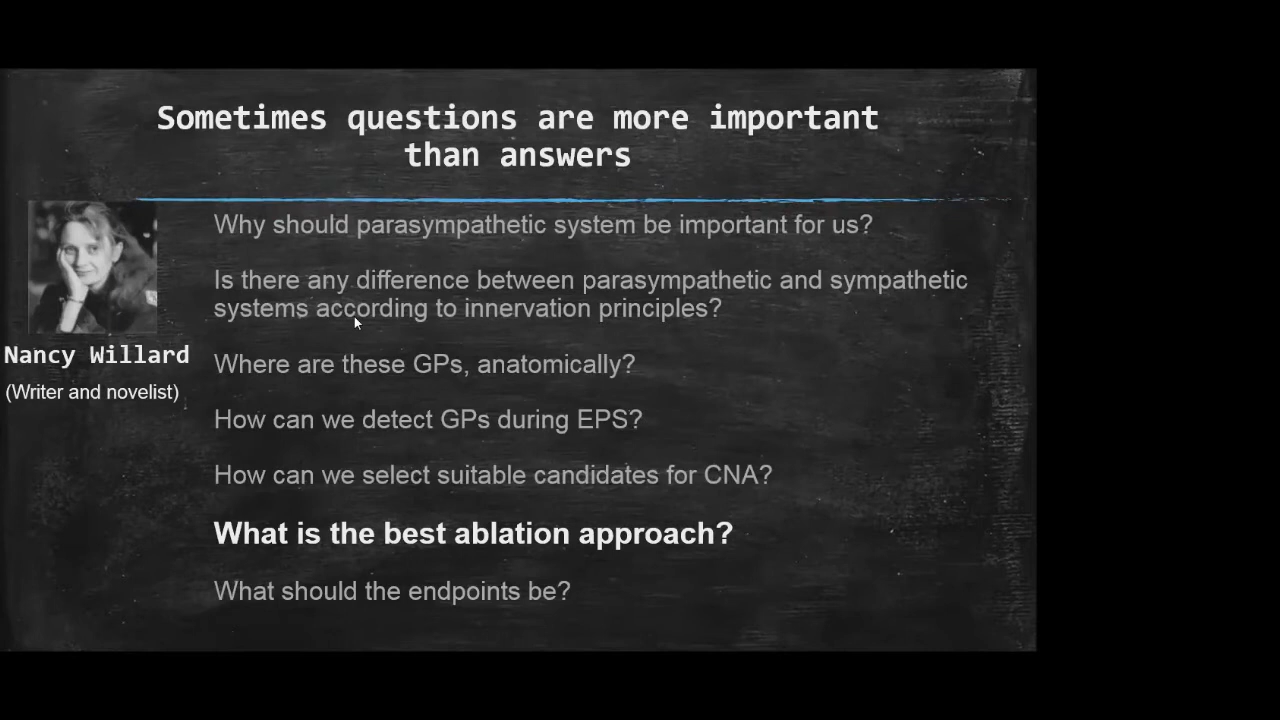 Sometimes questions are more important
than answers
Nancy Willard
(Writer and novelist)
Why should parasympathetic system be important for us?
Is there any difference between parasympathetic and sympathetic
systems according to innervation principles?
Where are these GPs, anatomically?
How can we detect GPs during EPS?
How can we select suitable candidates for CNA?
What is the best ablation approach?
What should the endpoints be?